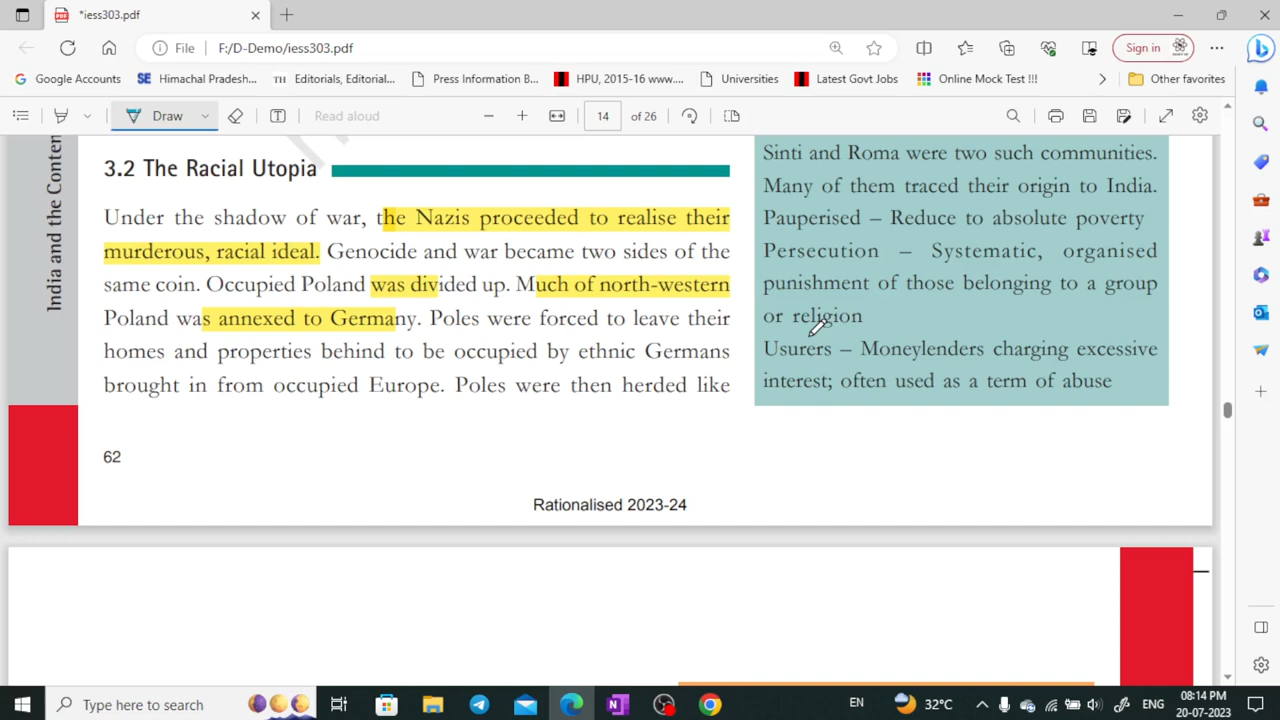 *iess303.pdf
File F:/D-Demo/iess303.pdf
Sign in
Google Accounts
SE Himachal Pradesh...
TH Editorials, Editorial...
Press Information B...
HPU, 2015-16 www....
Universities
Latest Govt Jobs
Online Mock Test !!!
Other favorites
Draw
Read aloud
14 of 26
India and the Conten
3.2 The Racial Utopia
Under the shadow of war, the Nazis proceeded to realise their
murderous, racial ideal. Genocide and war became two sides of the
same coin. Occupied Poland was divided up. Much of north-western
Poland was annexed to Germany. Poles were forced to leave their
homes and properties behind to be occupied by ethnic Germans
brought in from occupied Europe. Poles were then herded like
Sinti and Roma were two such communities.
Many of them traced their origin to India.
Pauperised – Reduce to absolute poverty
Persecution – Systematic, organised
punishment of those belonging to a group
or religion
Usurers – Moneylenders charging excessive
interest; often used as a term of abuse
62
Rationalised 2023-24
Type here to search
EN
32°C
ENG
08:14 PM
20-07-2023